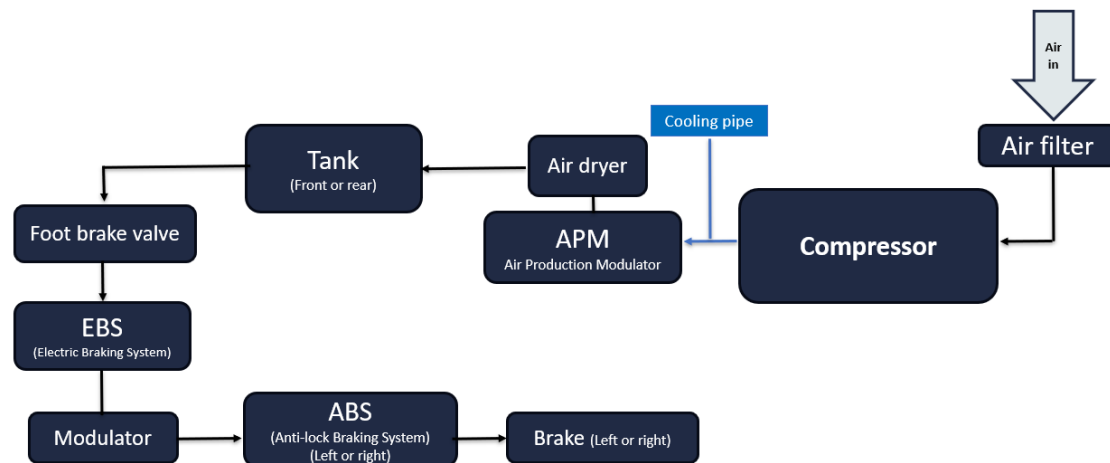 Air
in
Air filter
Compressor
Cooling pipe
APM
Air Production Modulator
Air dryer
Tank
(Front or rear)
Foot brake valve
EBS
(Electric Braking System)
Modulator
ABS
(Anti-lock Braking System)
(Left or right)
Brake (Left or right)